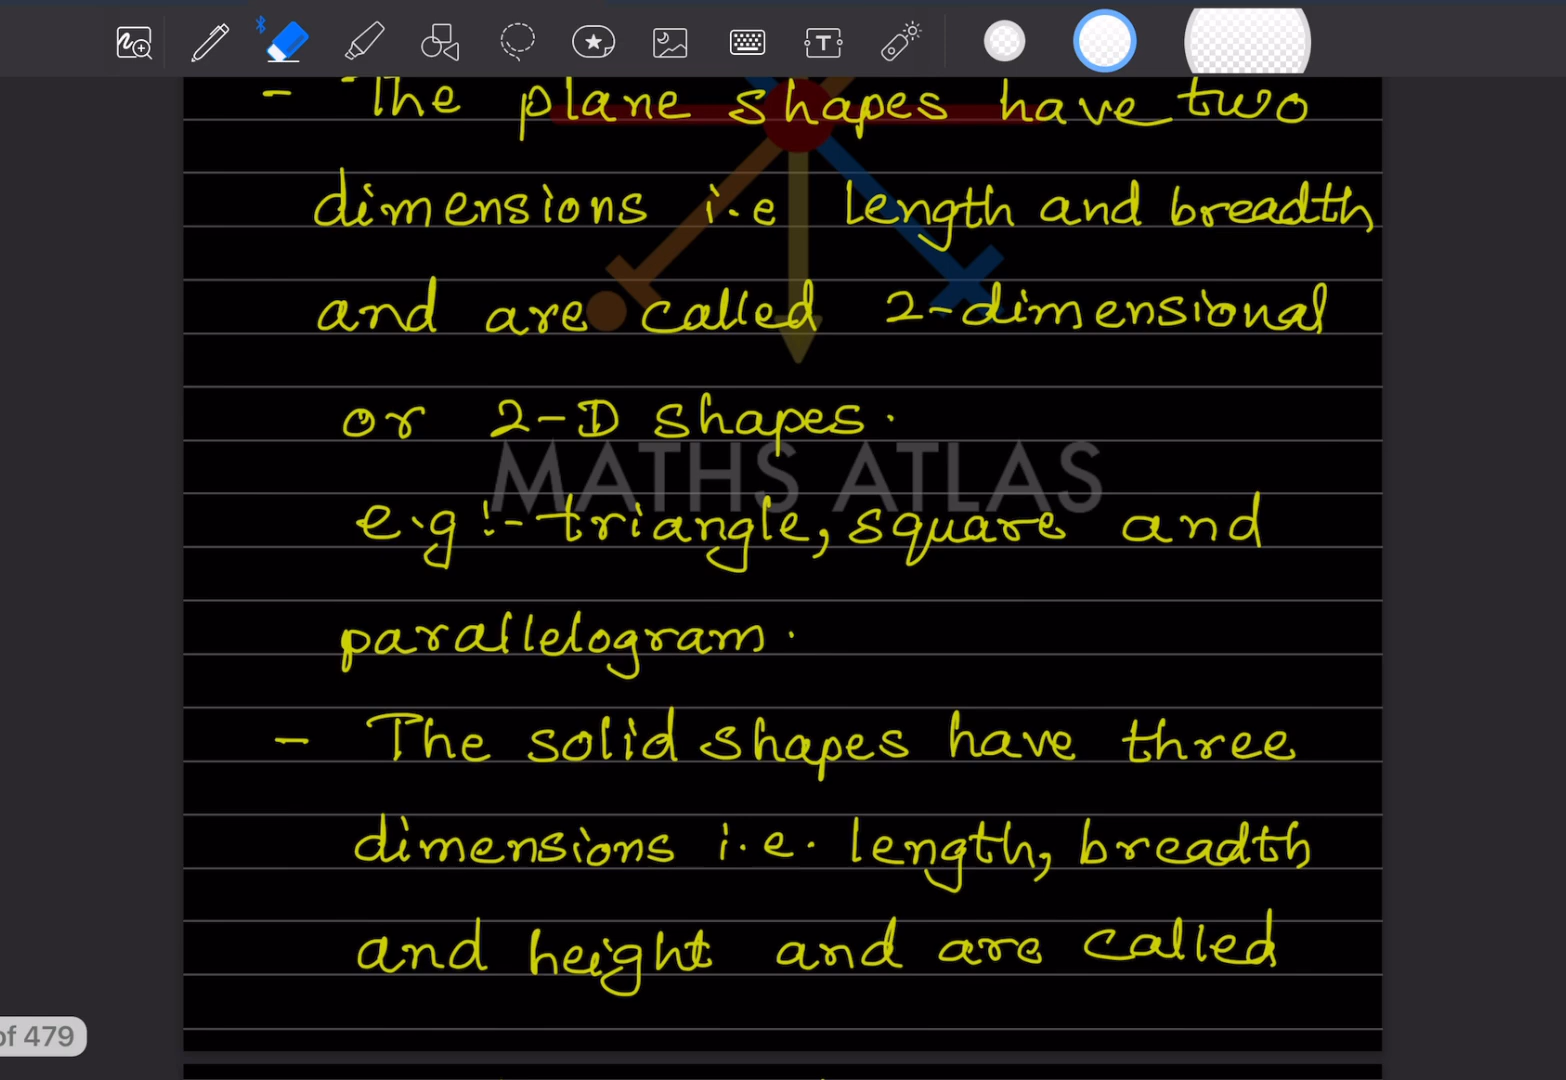 - The plane shapes have two
dimensions i.e length and breadth
and are called 2-dimensional
or 2-D shapes.
MATHS ATLAS
e.g :- triangle, square and
parallelogram.
- The solid shapes have three
dimensions i.e. length, breadth
and height and are called
of 479